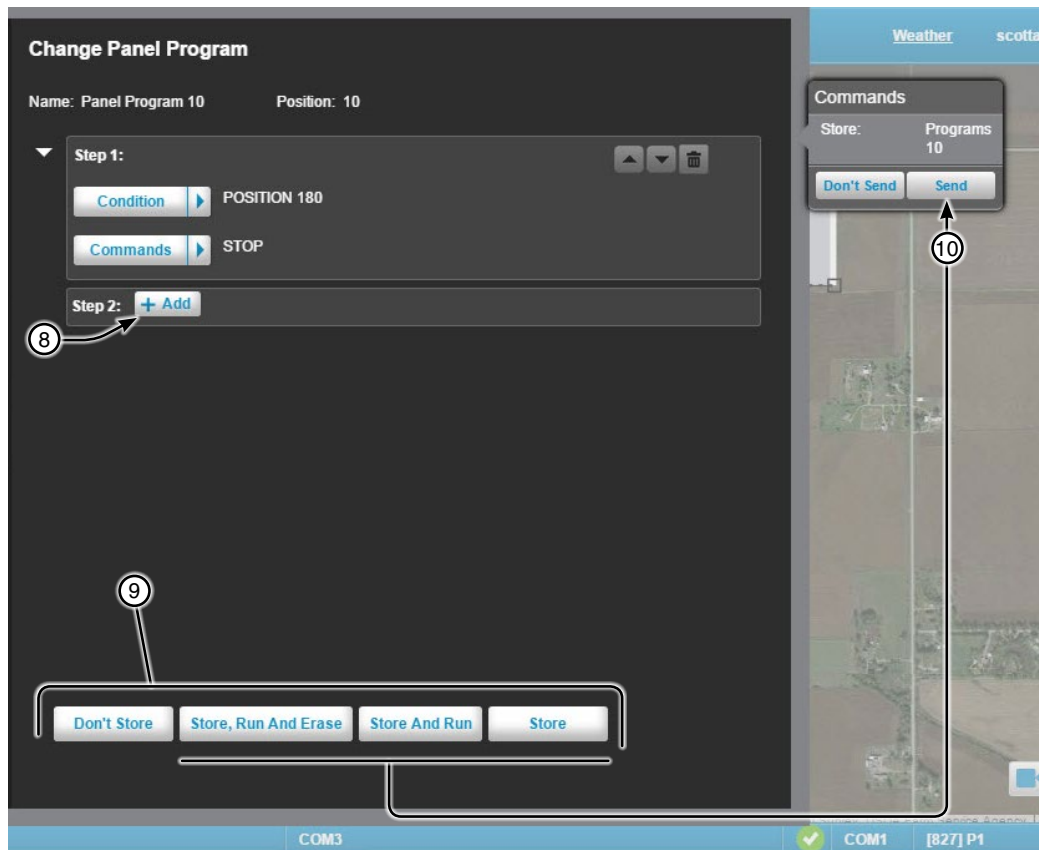 Change Panel Program
Name: Panel Program 10 Position: 10
Step 1:
Condition POSITION 180
Commands STOP
Step 2: + Add
8
9
Don't Store Store, Run And Erase Store And Run Store
Weather scotta
Commands
Store: Programs
10
Don't Send Send
10
Service Agency
COM3 COM1 [827] P1